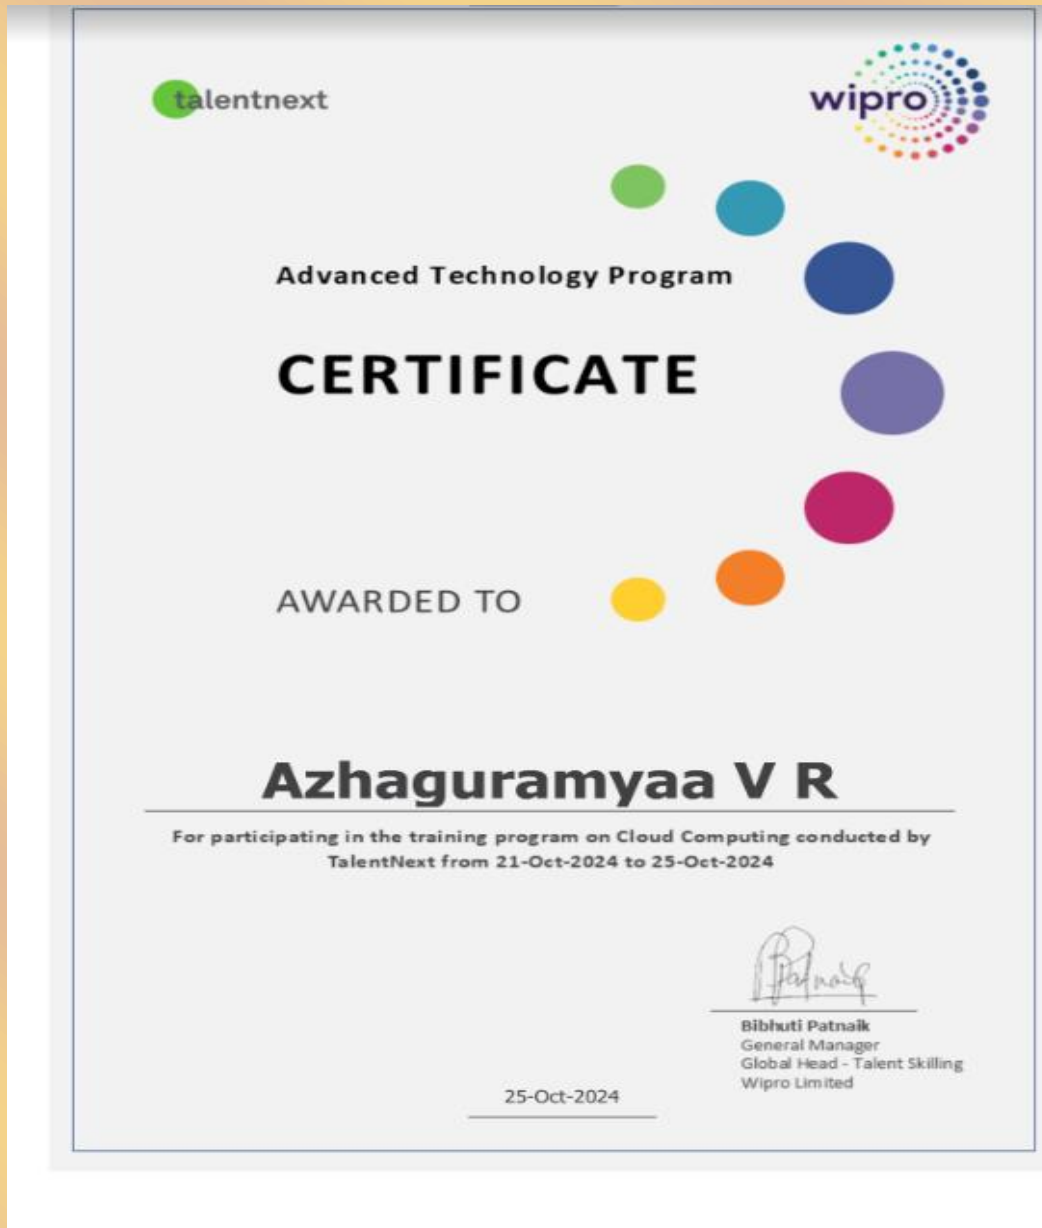 talentnext
wipro
Advanced Technology Program
CERTIFICATE
AWARDED TO
Azhaguramyaa V R
For participating in the training program on Cloud Computing conducted by
TalentNext from 21-Oct-2024 to 25-Oct-2024
BPatnaik
Bibhuti Patnaik
General Manager
Global Head - Talent Skilling
Wipro Limited
25-Oct-2024